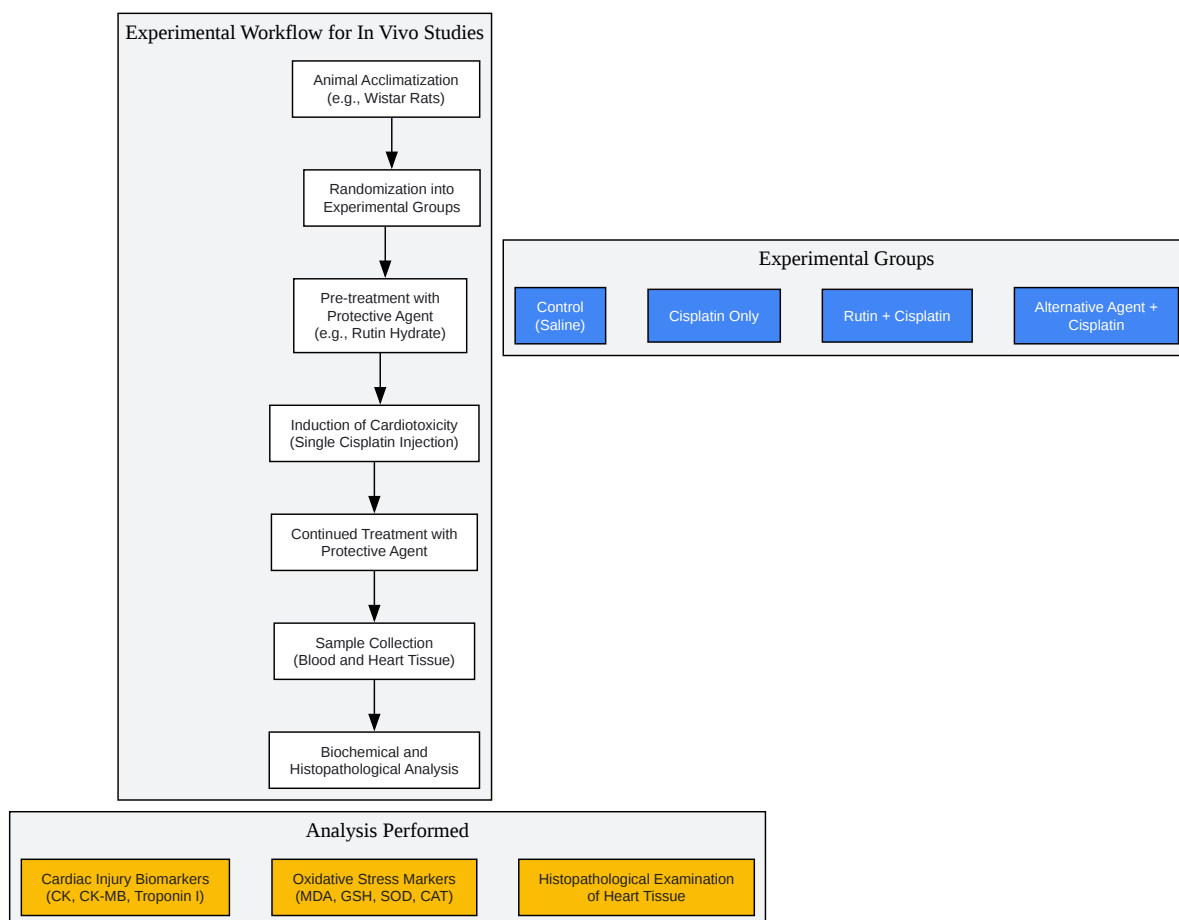 Experimental Workflow for In Vivo Studies
Animal Acclimatization
(e.g., Wistar Rats)
Randomization into
Experimental Groups
Pre-treatment with
Protective Agent
(e.g., Rutin Hydrate)
Induction of Cardiotoxicity
(Single Cisplatin Injection)
Continued Treatment with
Protective Agent
Sample Collection
(Blood and Heart Tissue)
Biochemical and
Histopathological Analysis
Experimental Groups
Control
(Saline)
Cisplatin Only
Rutin + Cisplatin
Alternative Agent +
Cisplatin
Analysis Performed
Cardiac Injury Biomarkers
(CK, CK-MB, Troponin I)
Oxidative Stress Markers
(MDA, GSH, SOD, CAT)
Histopathological Examination
of Heart Tissue